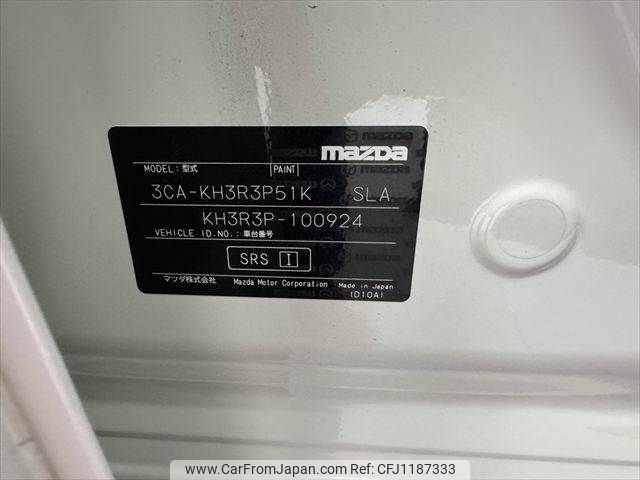 mazda
MODEL: 型式 PAINT
3CA-KH3R3P51K SLA
KH3R3P-100924
VEHICLE ID.NO.: 車台番号
SRS I
マツダ株式会社 Mazda Motor Corporation Made in Japan
(D10A)
www.CarFromJapan.com | Ref No. CFJ1187333